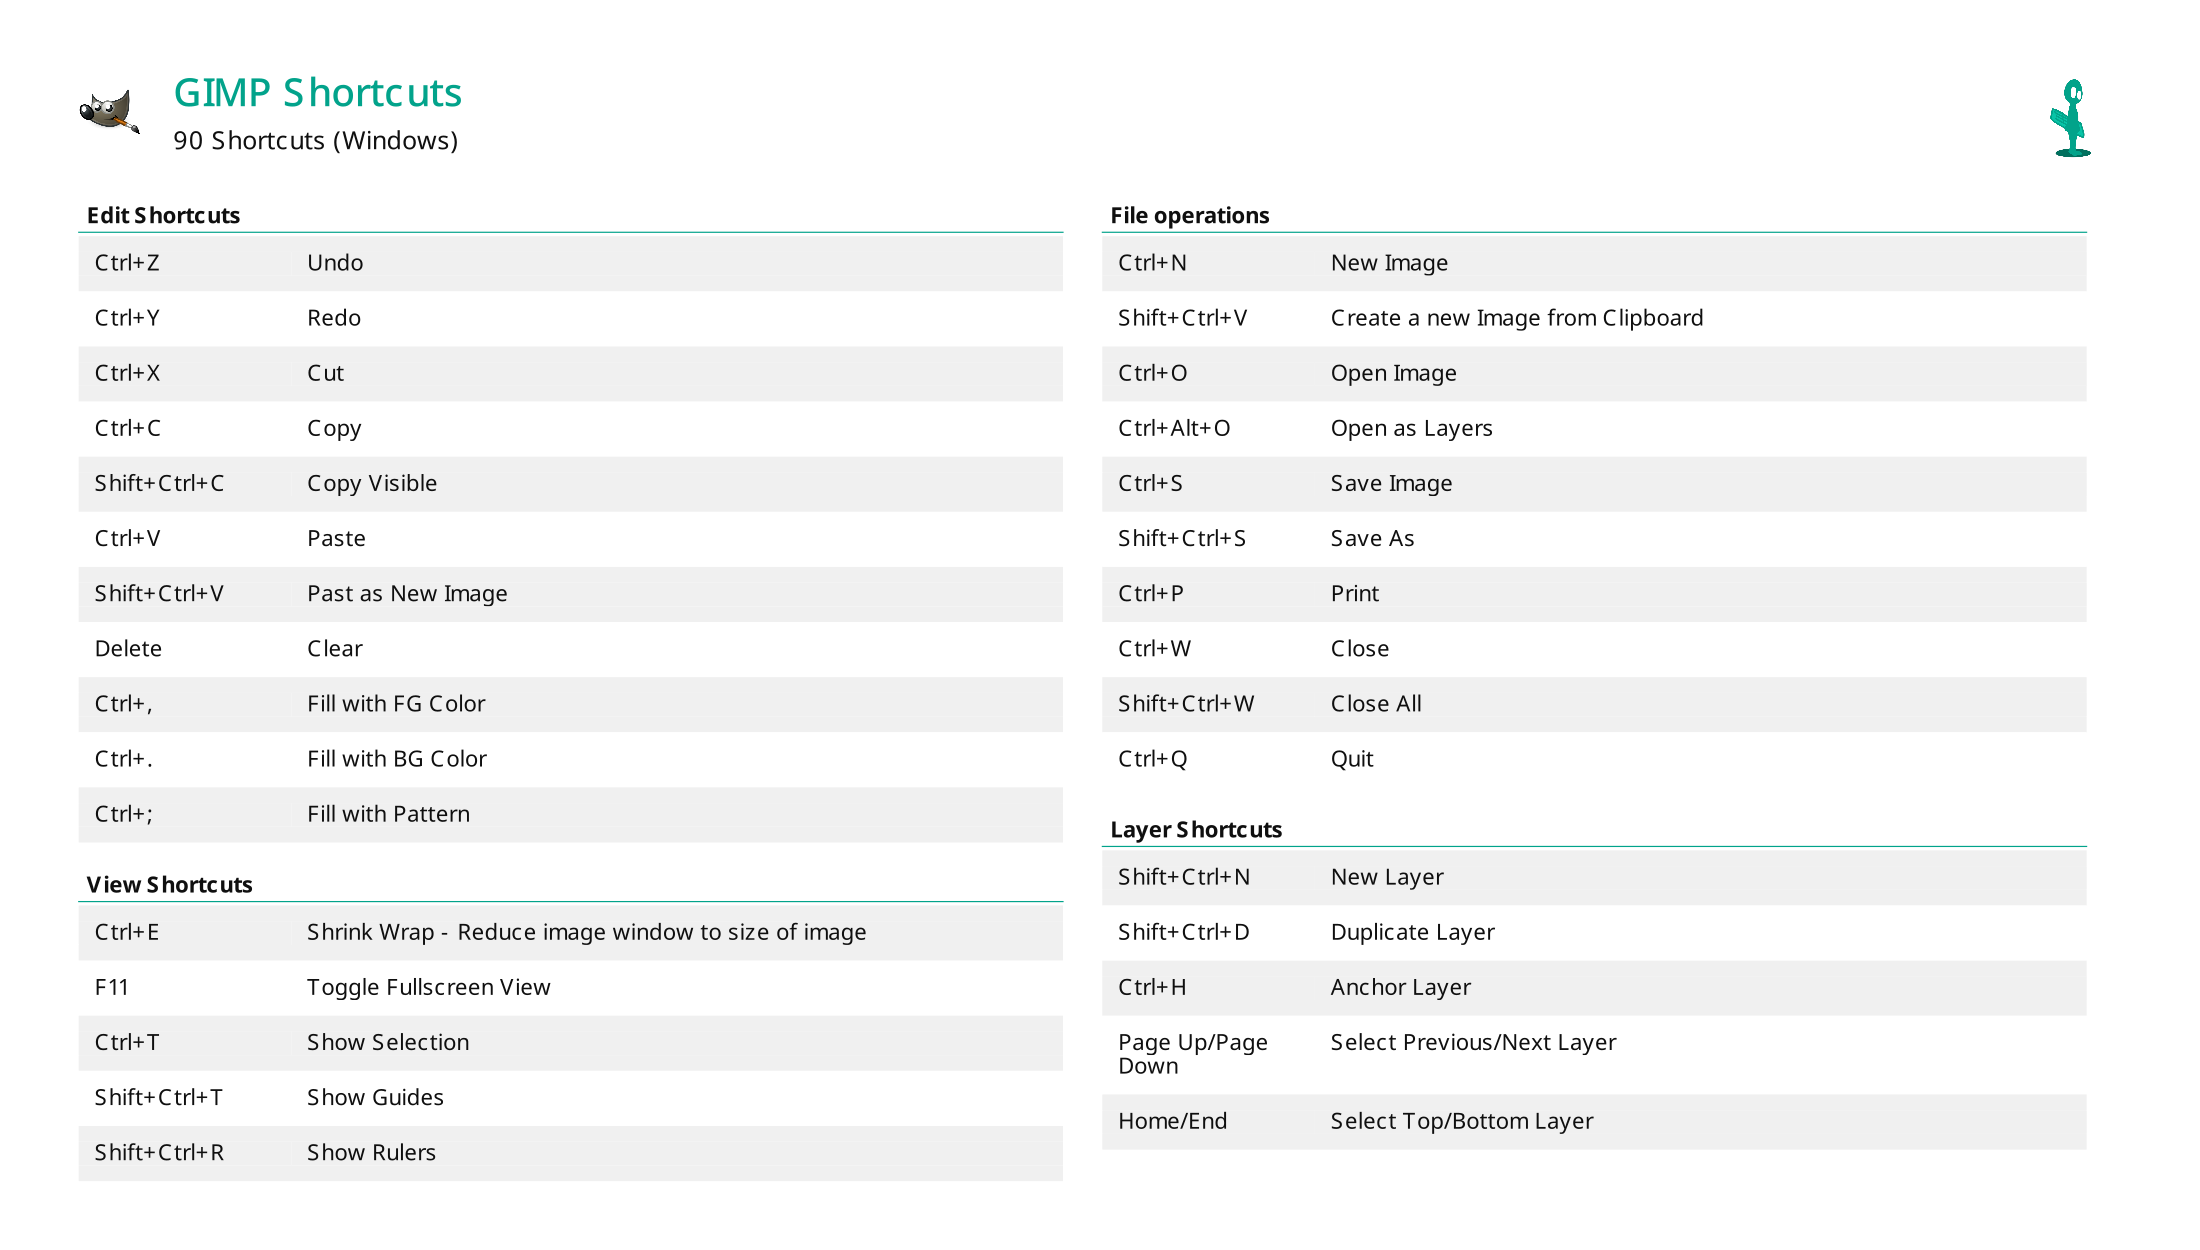 GIMP Shortcuts
90 Shortcuts (Windows)
Edit Shortcuts
Ctrl+Z Undo
Ctrl+Y Redo
Ctrl+X Cut
Ctrl+C Copy
Shift+Ctrl+C Copy Visible
Ctrl+V Paste
Shift+Ctrl+V Past as New Image
Delete Clear
Ctrl+, Fill with FG Color
Ctrl+. Fill with BG Color
Ctrl+; Fill with Pattern
View Shortcuts
Ctrl+E Shrink Wrap - Reduce image window to size of image
F11 Toggle Fullscreen View
Ctrl+T Show Selection
Shift+Ctrl+T Show Guides
Shift+Ctrl+R Show Rulers
File operations
Ctrl+N New Image
Shift+Ctrl+V Create a new Image from Clipboard
Ctrl+O Open Image
Ctrl+Alt+O Open as Layers
Ctrl+S Save Image
Shift+Ctrl+S Save As
Ctrl+P Print
Ctrl+W Close
Shift+Ctrl+W Close All
Ctrl+Q Quit
Layer Shortcuts
Shift+Ctrl+N New Layer
Shift+Ctrl+D Duplicate Layer
Ctrl+H Anchor Layer
Page Up/Page Select Previous/Next Layer
Down
Home/End Select Top/Bottom Layer